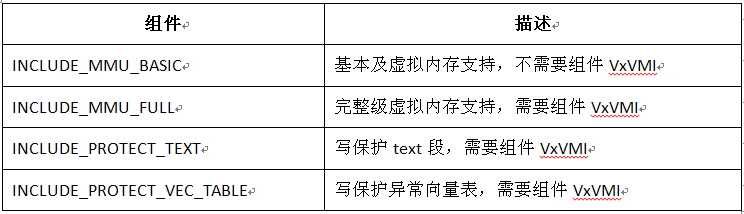 组件 描述
INCLUDE_MMU_BASIC 基本及虚拟内存支持，不需要组件 VxVMI
INCLUDE_MMU_FULL 完整级虚拟内存支持，需要组件 VxVMI
INCLUDE_PROTECT_TEXT 写保护 text 段，需要组件 VxVMI
INCLUDE_PROTECT_VEC_TABLE 写保护异常向量表，需要组件 VxVMI